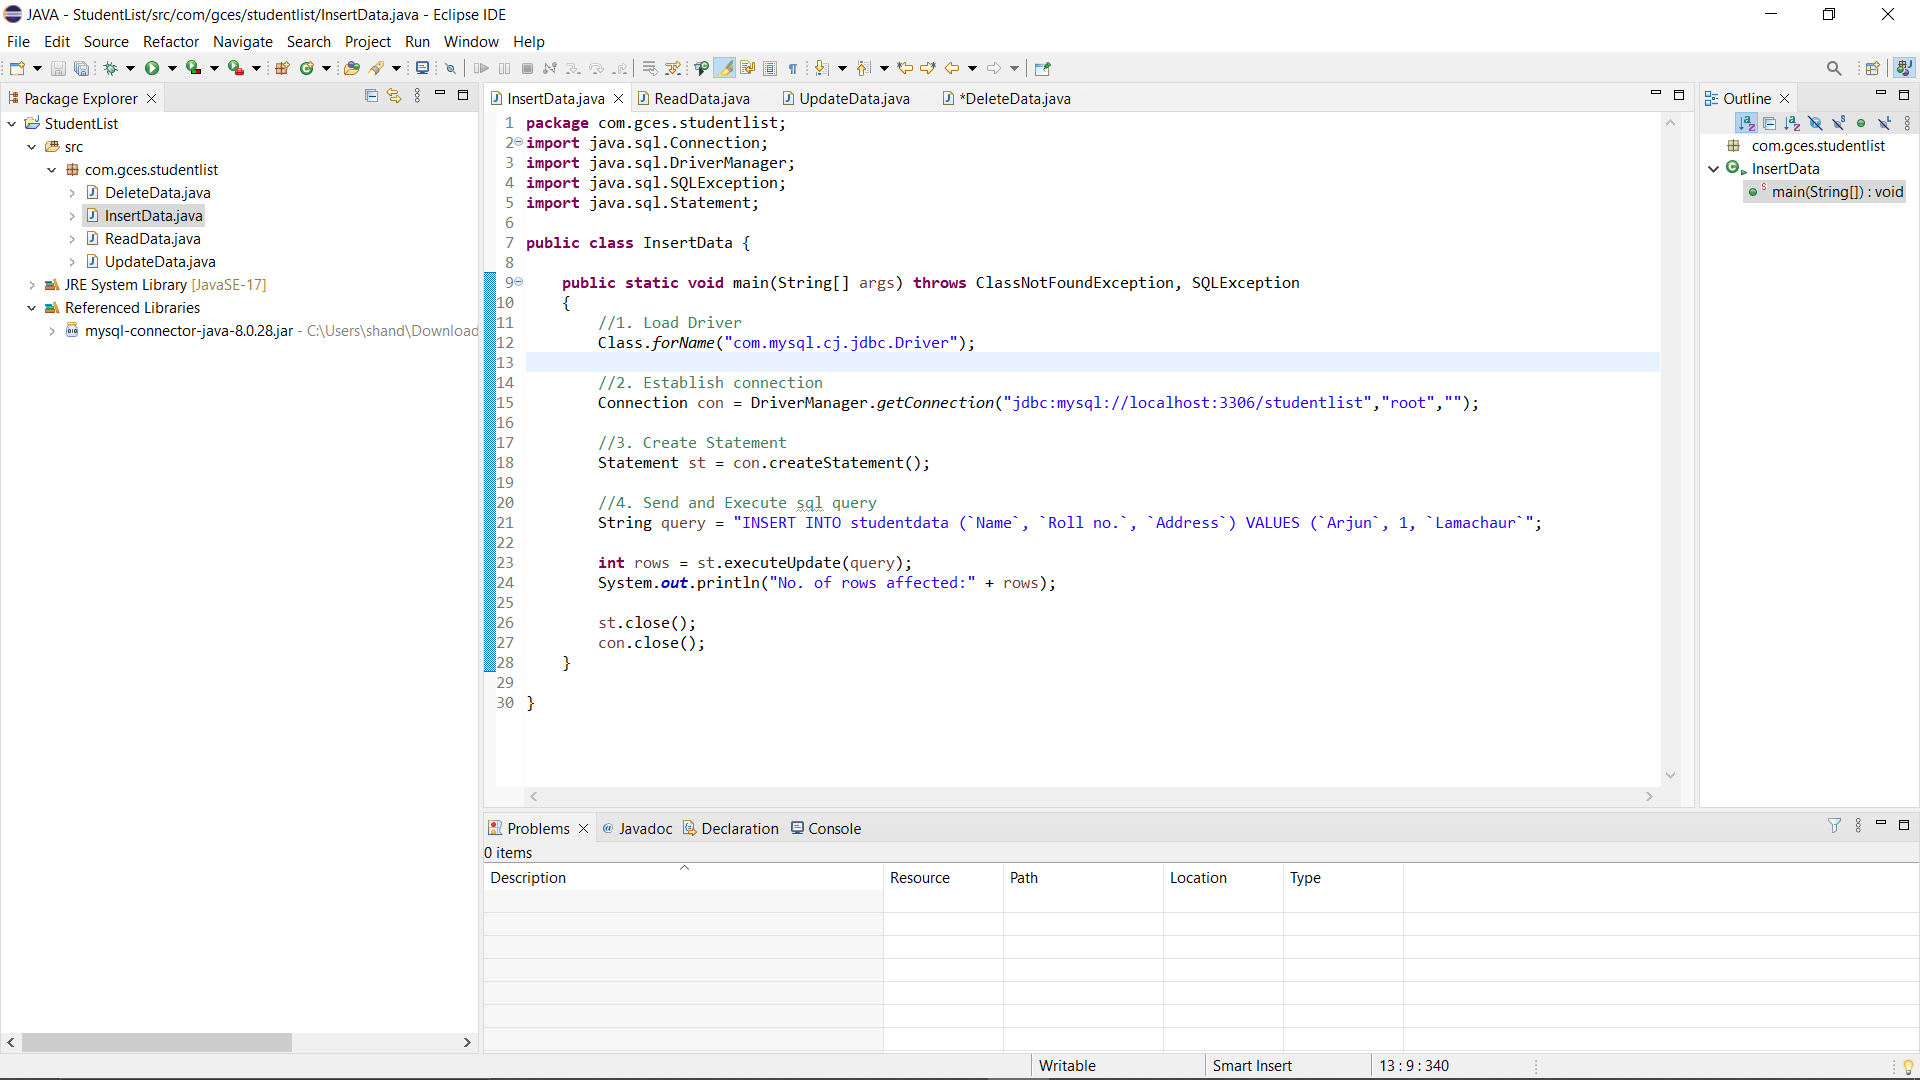 JAVA - StudentList/src/com/gces/studentlist/InsertData.java - Eclipse IDE
File Edit Source Refactor Navigate Search Project Run Window Help
Package Explorer
StudentList
src
com.gces.studentlist
DeleteData.java
InsertData.java
ReadData.java
UpdateData.java
JRE System Library [JavaSE-17]
Referenced Libraries
mysql-connector-java-8.0.28.jar - C:\Users\shand\Download
InsertData.java ReadData.java UpdateData.java *DeleteData.java
1 package com.gces.studentlist;
2 import java.sql.Connection;
3 import java.sql.DriverManager;
4 import java.sql.SQLException;
5 import java.sql.Statement;
6
7 public class InsertData {
8
9 public static void main(String[] args) throws ClassNotFoundException, SQLException
10 {
11 //1. Load Driver
12 Class.forName("com.mysql.cj.jdbc.Driver");
13
14 //2. Establish connection
15 Connection con = DriverManager.getConnection("jdbc:mysql://localhost:3306/studentlist","root","");
16
17 //3. Create Statement
18 Statement st = con.createStatement();
19
20 //4. Send and Execute sql query
21 String query = "INSERT INTO studentdata (`Name`, `Roll no.`, `Address`) VALUES (`Arjun`, 1, `Lamachaur`";
22
23 int rows = st.executeUpdate(query);
24 System.out.println("No. of rows affected:" + rows);
25
26 st.close();
27 con.close();
28 }
29
30 }
Outline
com.gces.studentlist
InsertData
main(String[]) : void
Problems Javadoc Declaration Console
0 items
Description Resource Path Location Type
Writable Smart Insert 13 : 9 : 340